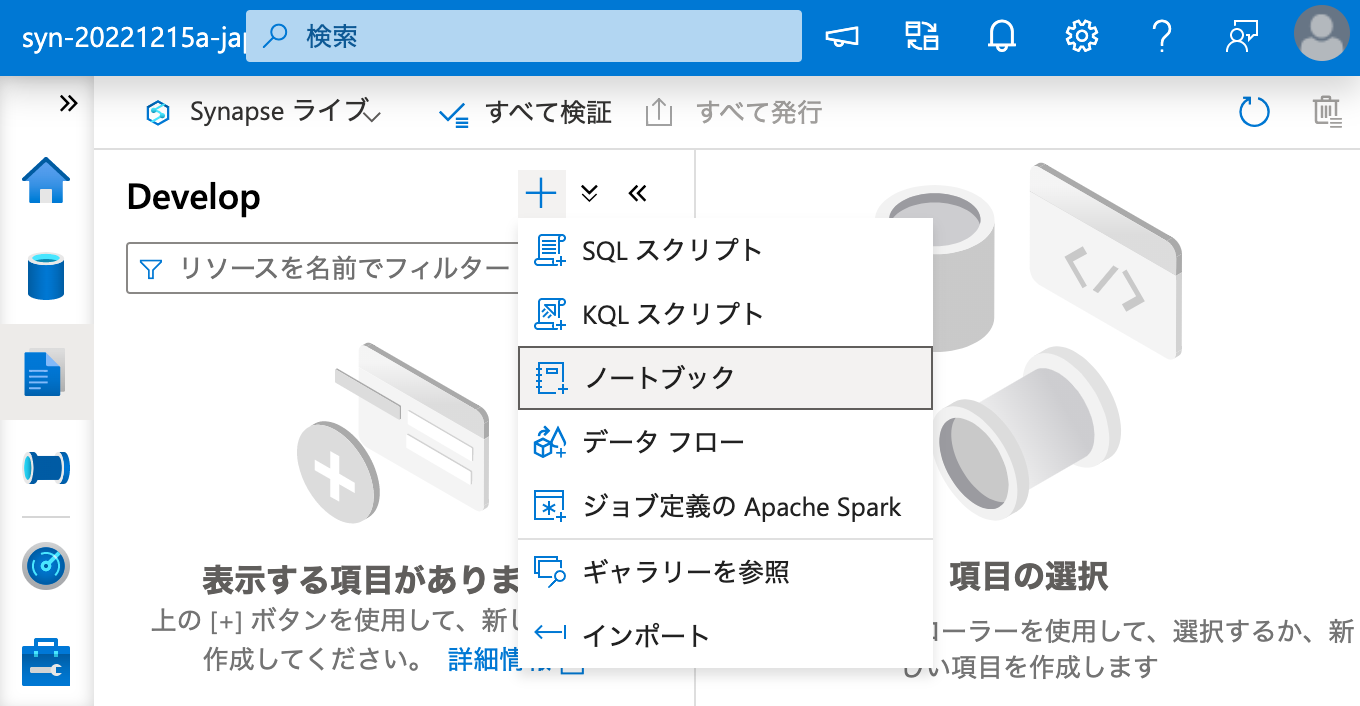 syn-20221215a-jap
検索
Synapse ライブ
すべて検証
すべて発行
Develop
リソースを名前でフィルター
SQL スクリプト
KQL スクリプト
ノートブック
データ フロー
ジョブ定義の Apache Spark
ギャラリーを参照
インポート
表示する項目がありま
上の [+] ボタンを使用して、新し
作成してください。 詳細情報
項目の選択
ローラーを使用して、選択するか、新
しい項目を作成します